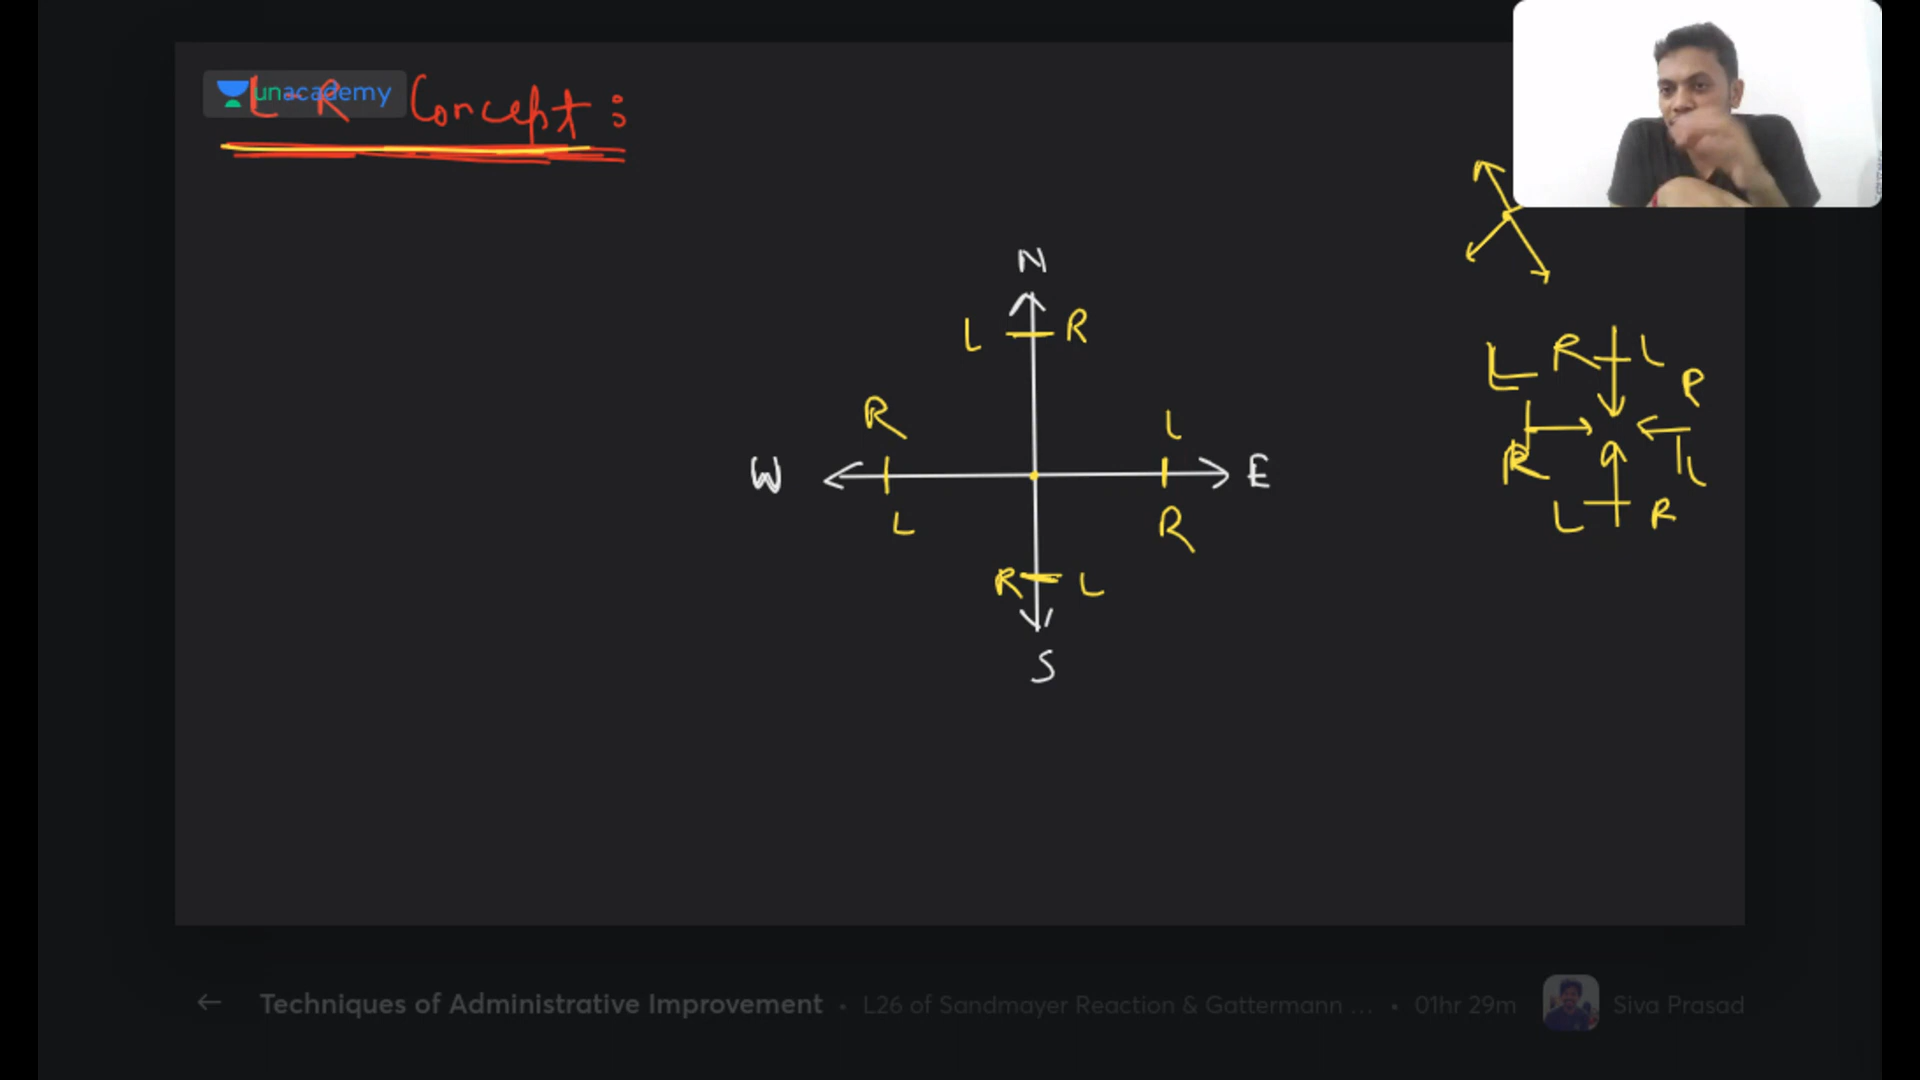 unacademy
L-R Concept:
N
L R
R L
W E
L R
R L
S
L R L
R
R L
L R
Techniques of Administrative Improvement • L26 of Sandmayer Reaction & Gattermann ... • 01hr 29m Siva Prasad